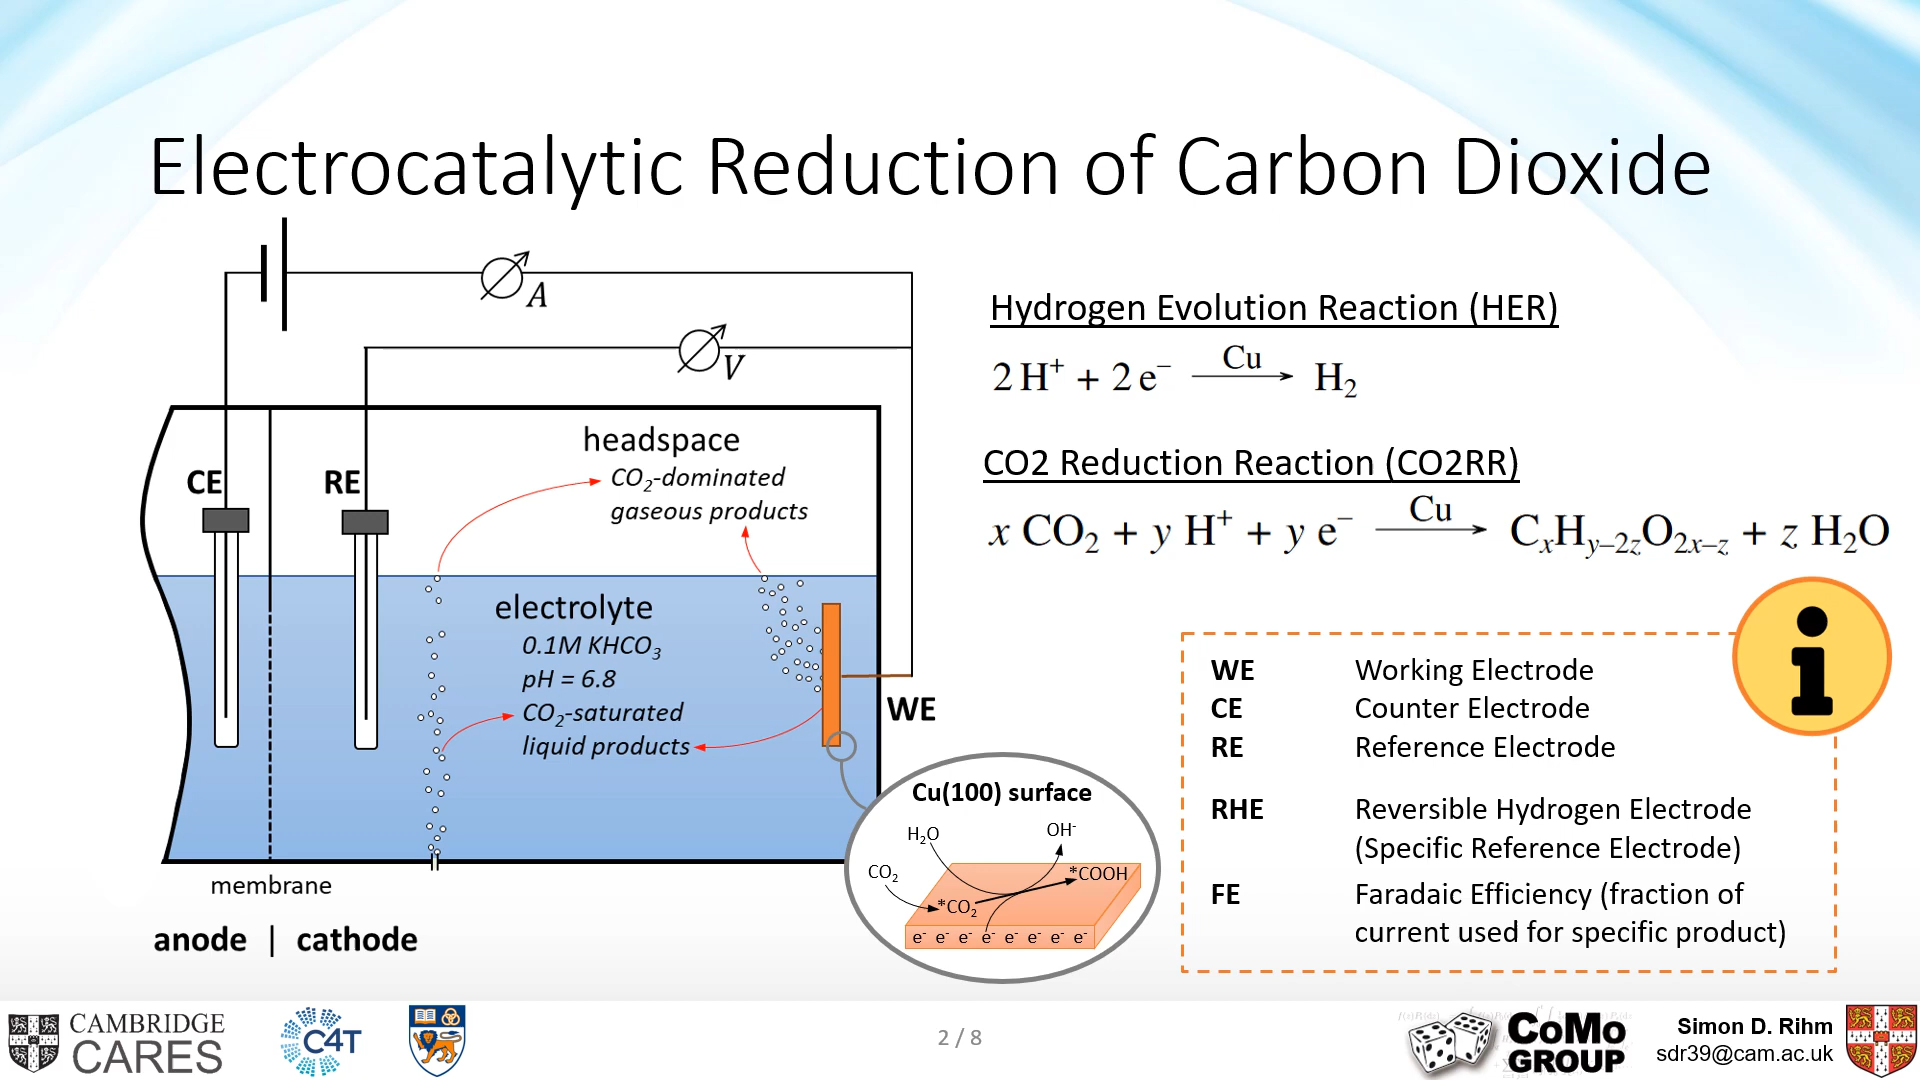 Electrocatalytic Reduction of Carbon Dioxide
A
V
headspace
CO₂-dominated
gaseous products
CE
RE
electrolyte
0.1M KHCO₃
pH = 6.8
CO₂-saturated
liquid products
WE
membrane
anode | cathode
Cu(100) surface
H₂O
OH⁻
CO₂
*COOH
*CO₂
e⁻ e⁻ e⁻ e⁻ e⁻ e⁻ e⁻ e⁻
Hydrogen Evolution Reaction (HER)
2 H⁺ + 2 e⁻ —Cu→ H₂
CO2 Reduction Reaction (CO2RR)
x CO₂ + y H⁺ + y e⁻ —Cu→ CₓH_y–2zO_2x–z + z H₂O
i
WE Working Electrode
CE Counter Electrode
RE Reference Electrode
RHE Reversible Hydrogen Electrode
(Specific Reference Electrode)
FE Faradaic Efficiency (fraction of
current used for specific product)
CAMBRIDGE
CARES
C4T
2 / 8
CoMo
GROUP
Simon D. Rihm
sdr39@cam.ac.uk